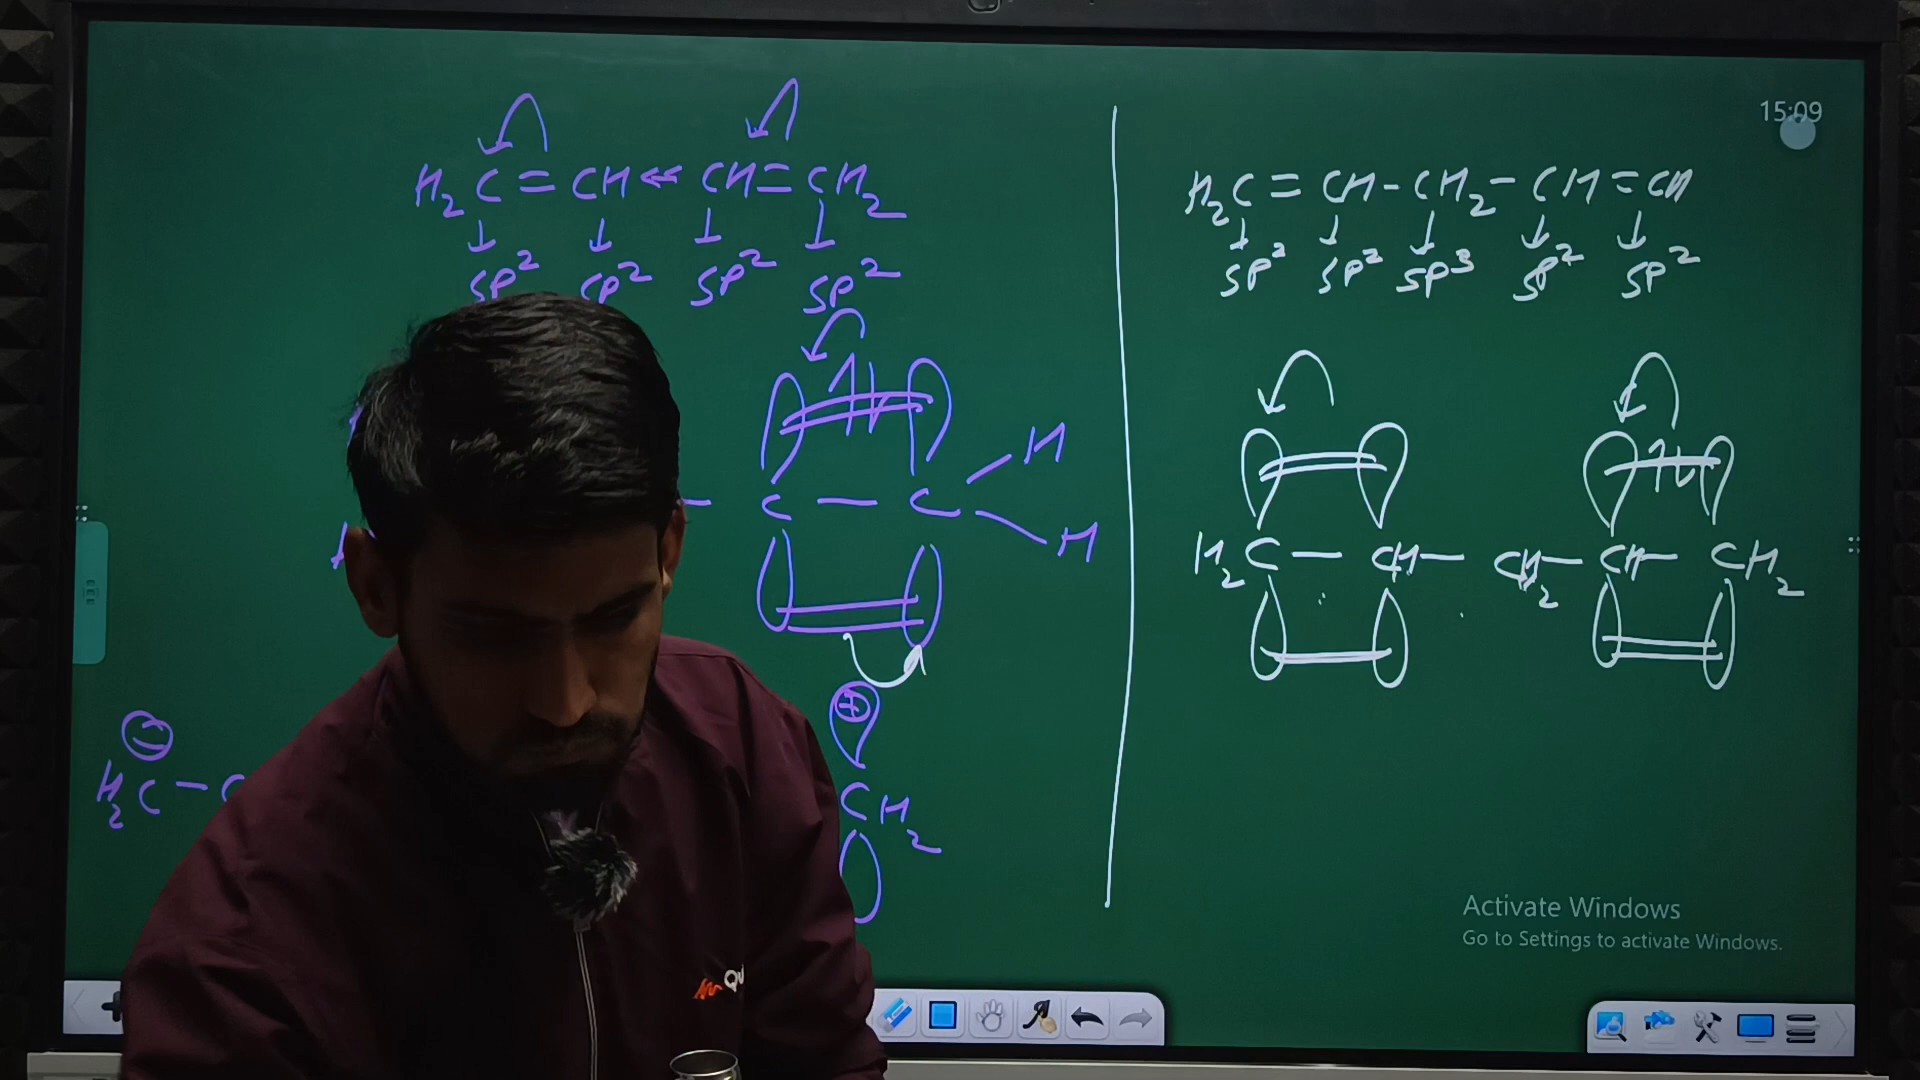 15:09
H₂C=CH-CH=CH₂
↓ ↓ ↓ ↓
SP² SP² SP² SP²
H
C — C
H
⊕
⊖
H₂C — C
CH₂
H₂C=CH-CH₂-CH=CH
↓ ↓ ↓ ↓ ↓
SP² SP² SP³ SP² SP²
H₂C — CH — CH₂ — CH — CH₂
Activate Windows
Go to Settings to activate Windows.